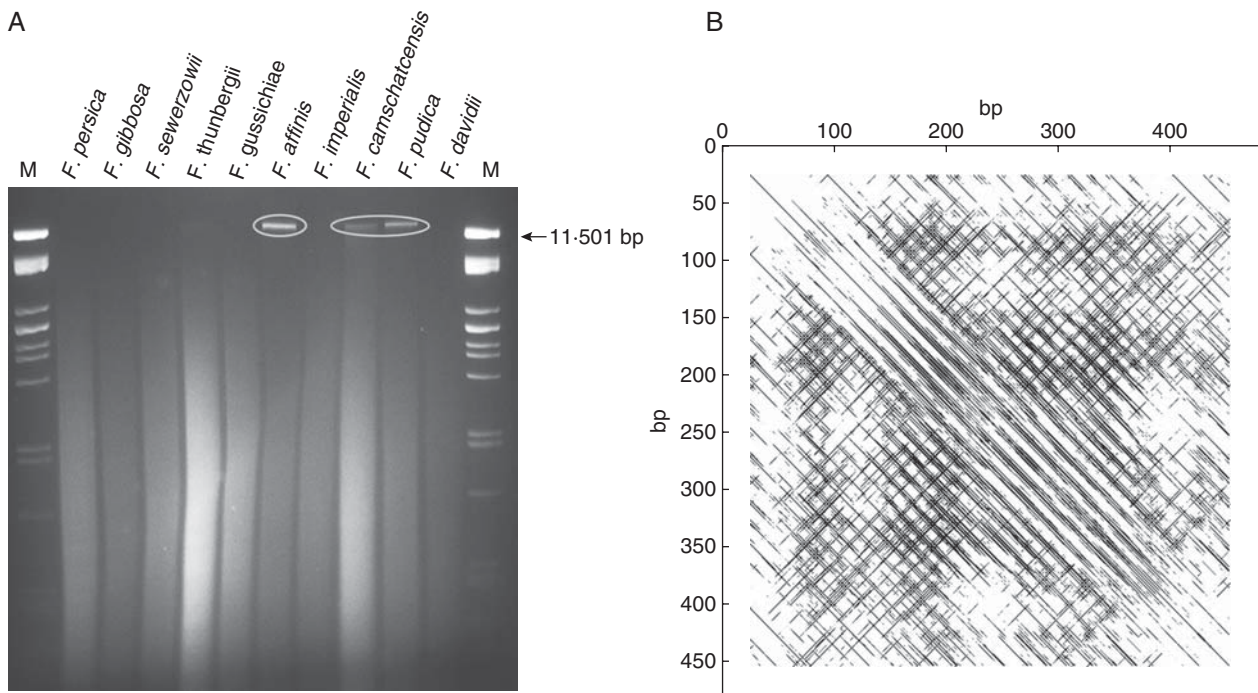 A
M
F. persica
F. gibbosa
F. sewerzowii
F. thunbergii
F. gussichiae
F. affinis
F. imperialis
F. camschatcensis
F. pudica
F. davidii
M
11·501 bp
B
bp
0 100 200 300 400
0
50
100
150
200
250
300
350
400
450
bp